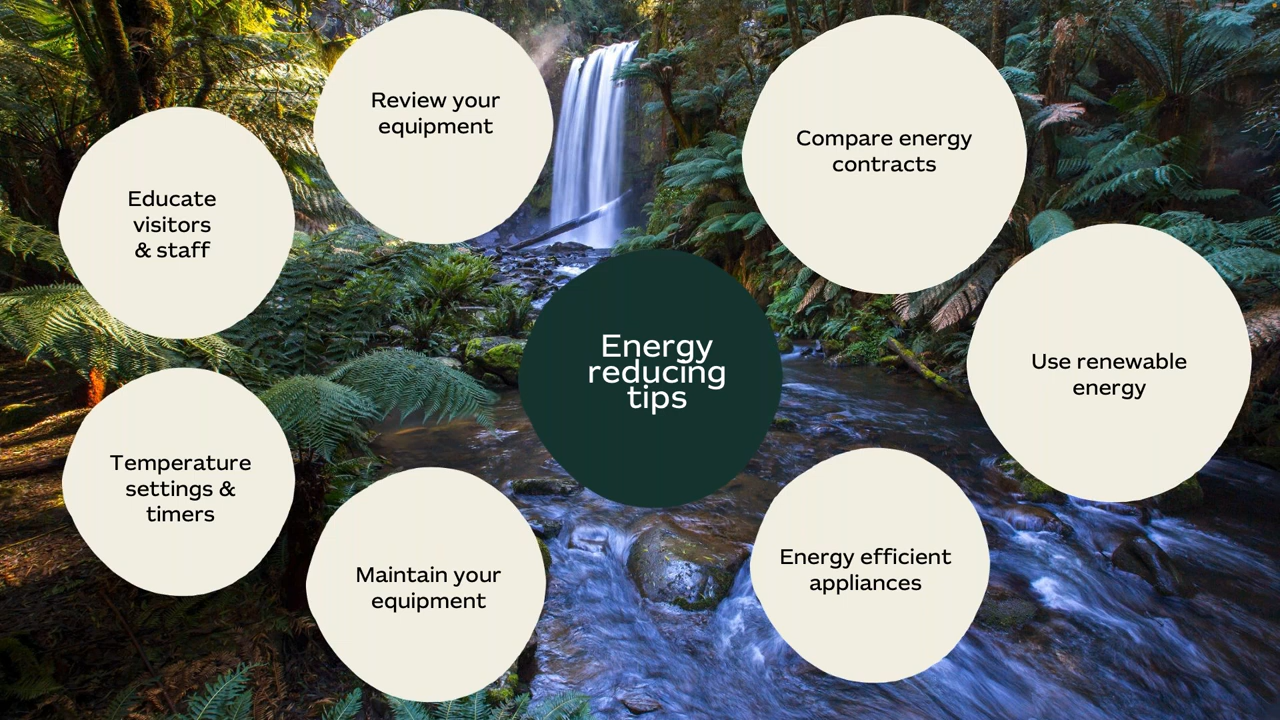 Review your
equipment
Compare energy
contracts
Educate
visitors
& staff
Energy
reducing
tips
Use renewable
energy
Temperature
settings &
timers
Maintain your
equipment
Energy efficient
appliances